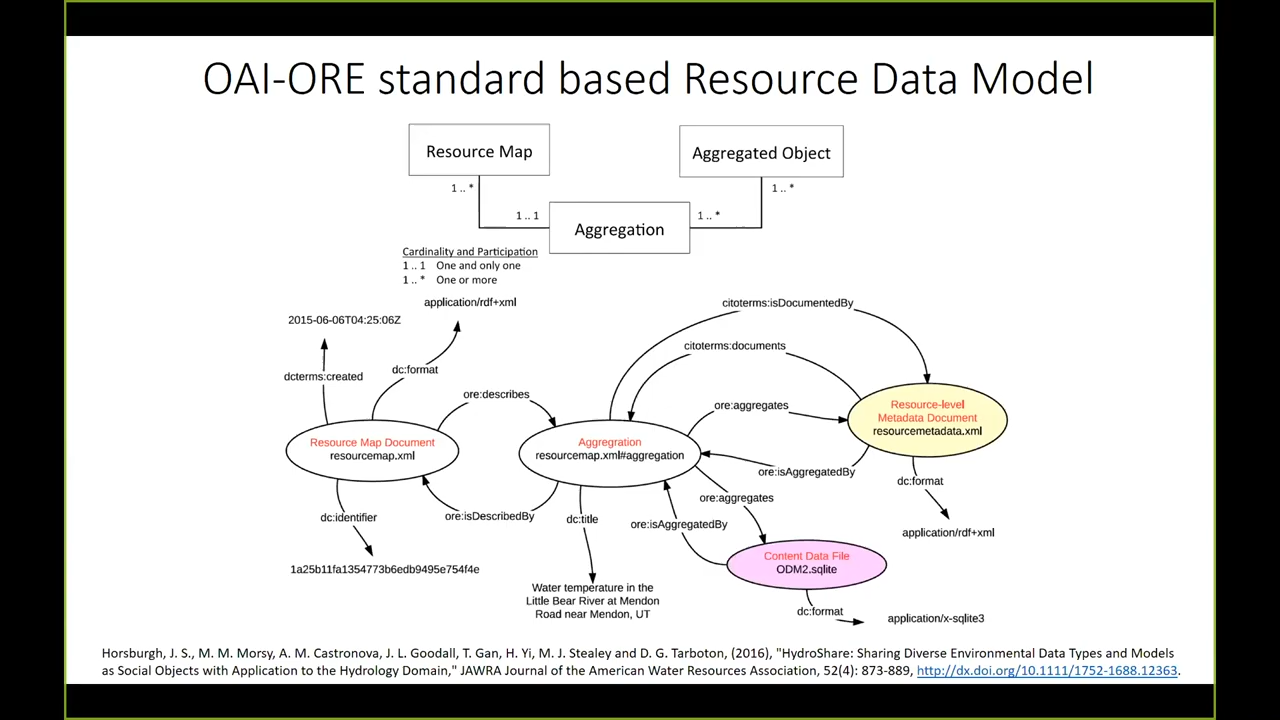 OAI-ORE standard based Resource Data Model
Resource Map
Aggregated Object
1 .. *
1 .. *
1 .. 1
1 .. *
Aggregation
Cardinality and Participation
1 .. 1 One and only one
1 .. * One or more
application/rdf+xml
citoterms:isDocumentedBy
2015-06-06T04:25:06Z
citoterms:documents
dcterms:created
dc:format
ore:describes
ore:aggregates
Resource-level
Metadata Document
resourcemetadata.xml
Resource Map Document
resourcemap.xml
Aggregration
resourcemap.xml#aggregation
ore:isAggregatedBy
dc:format
ore:aggregates
dc:identifier
ore:isDescribedBy
dc:title
ore:isAggregatedBy
application/rdf+xml
Content Data File
ODM2.sqlite
1a25b11fa1354773b6edb9495e754f4e
Water temperature in the
Little Bear River at Mendon
Road near Mendon, UT
dc:format
application/x-sqlite3
Horsburgh, J. S., M. M. Morsy, A. M. Castronova, J. L. Goodall, T. Gan, H. Yi, M. J. Stealey and D. G. Tarboton, (2016), "HydroShare: Sharing Diverse Environmental Data Types and Models
as Social Objects with Application to the Hydrology Domain," JAWRA Journal of the American Water Resources Association, 52(4): 873-889, http://dx.doi.org/10.1111/1752-1688.12363.